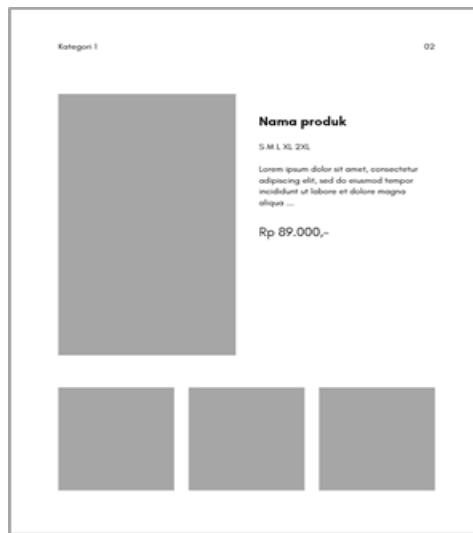 Kategori 1
02
Nama produk
S M L XL 2XL
Lorem ipsum dolor sit amet, consectetur
adipiscing elit, sed do eiusmod tempor
incididunt ut labore et dolore magna
aliqua ...
Rp 89.000,-